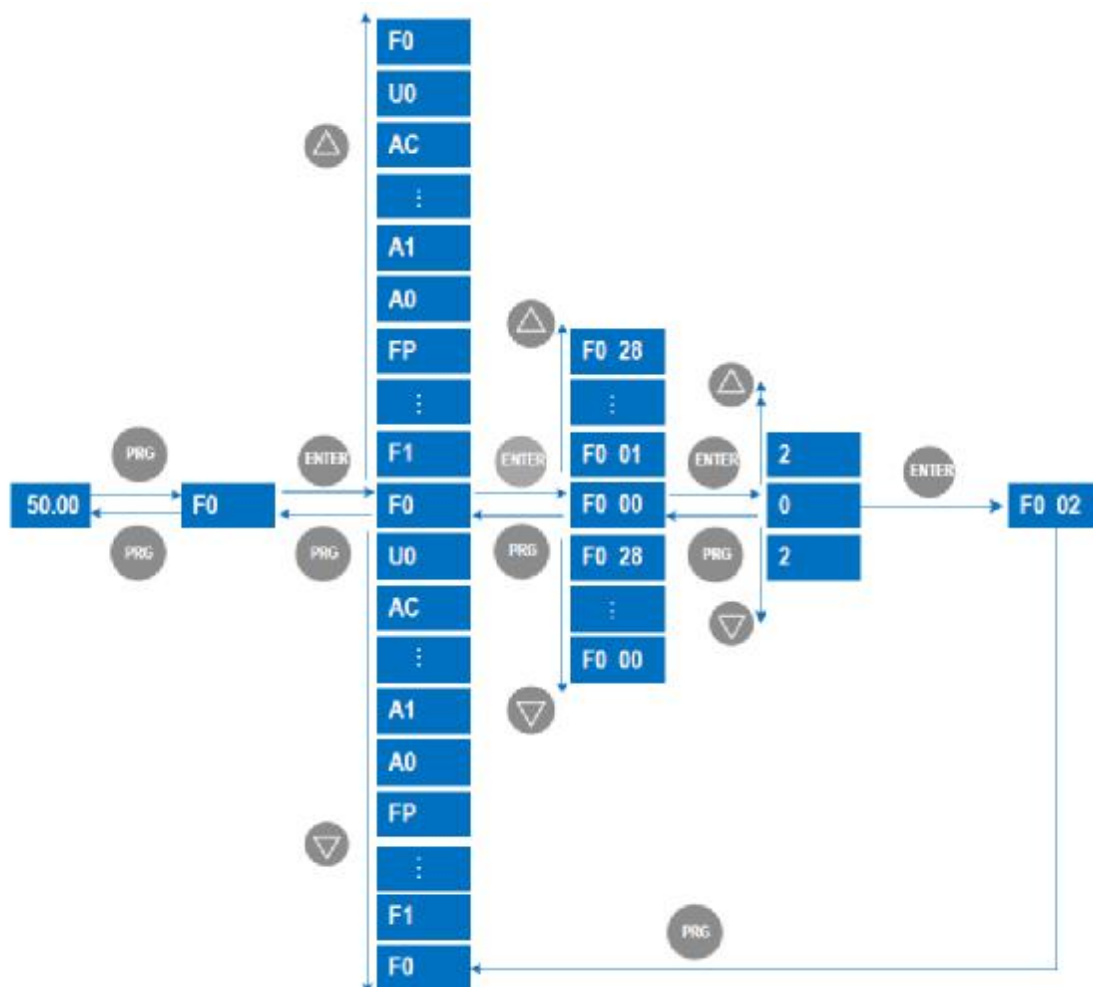 F0
U0
AC
⋮
A1
A0
FP
⋮
F1
F0
U0
AC
⋮
A1
A0
FP
⋮
F1
F0
50.00
PRG
PRG
F0
ENTER
PRG
ENTER
PRG
F0 28
⋮
F0 01
F0 00
F0 28
⋮
F0 00
ENTER
PRG
2
0
2
ENTER
F0 02
PRG